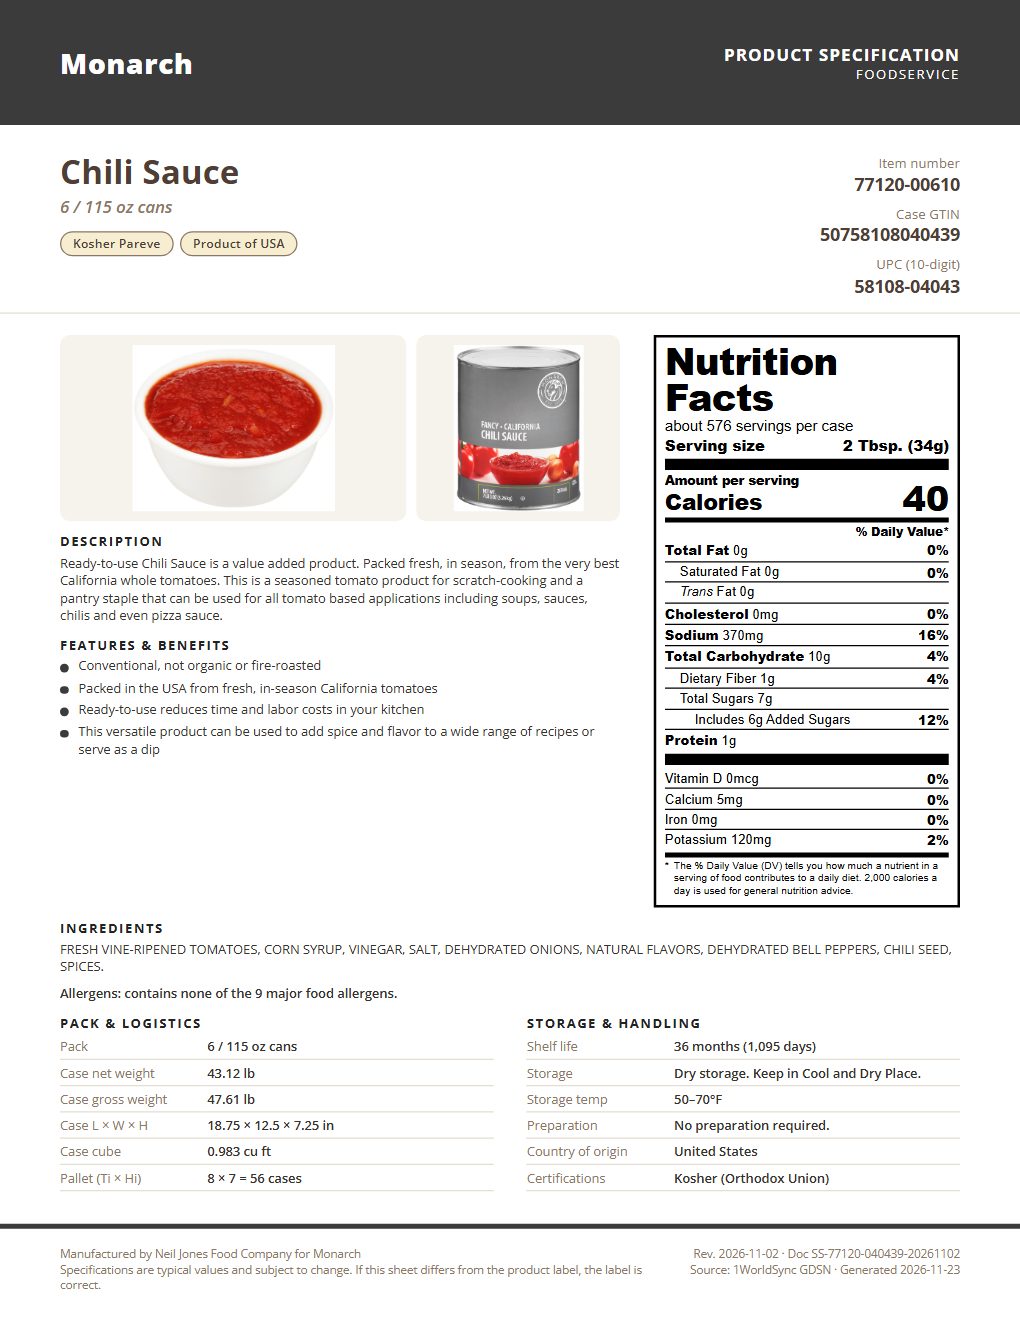 Monarch
PRODUCT SPECIFICATION
FOODSERVICE
Chili Sauce
6 / 115 oz cans
Kosher Pareve
Product of USA
Item number
77120-00610
Case GTIN
50758108040439
UPC (10-digit)
58108-04043
FANCY • CALIFORNIA
CHILI SAUCE
DESCRIPTION
Ready-to-use Chili Sauce is a value added product. Packed fresh, in season, from the very best
California whole tomatoes. This is a seasoned tomato product for scratch-cooking and a
pantry staple that can be used for all tomato based applications including soups, sauces,
chilis and even pizza sauce.
FEATURES & BENEFITS
Conventional, not organic or fire-roasted
Packed in the USA from fresh, in-season California tomatoes
Ready-to-use reduces time and labor costs in your kitchen
This versatile product can be used to add spice and flavor to a wide range of recipes or
serve as a dip
Nutrition
Facts
about 576 servings per case
Serving size 2 Tbsp. (34g)
Amount per serving
Calories 40
% Daily Value*
Total Fat 0g 0%
Saturated Fat 0g 0%
Trans Fat 0g
Cholesterol 0mg 0%
Sodium 370mg 16%
Total Carbohydrate 10g 4%
Dietary Fiber 1g 4%
Total Sugars 7g
Includes 6g Added Sugars 12%
Protein 1g
Vitamin D 0mcg 0%
Calcium 5mg 0%
Iron 0mg 0%
Potassium 120mg 2%
* The % Daily Value (DV) tells you how much a nutrient in a
serving of food contributes to a daily diet. 2,000 calories a
day is used for general nutrition advice.
INGREDIENTS
FRESH VINE-RIPENED TOMATOES, CORN SYRUP, VINEGAR, SALT, DEHYDRATED ONIONS, NATURAL FLAVORS, DEHYDRATED BELL PEPPERS, CHILI SEED,
SPICES.
Allergens: contains none of the 9 major food allergens.
PACK & LOGISTICS
Pack 6 / 115 oz cans
Case net weight 43.12 lb
Case gross weight 47.61 lb
Case L × W × H 18.75 × 12.5 × 7.25 in
Case cube 0.983 cu ft
Pallet (Ti × Hi) 8 × 7 = 56 cases
STORAGE & HANDLING
Shelf life 36 months (1,095 days)
Storage Dry storage. Keep in Cool and Dry Place.
Storage temp 50–70°F
Preparation No preparation required.
Country of origin United States
Certifications Kosher (Orthodox Union)
Manufactured by Neil Jones Food Company for Monarch
Specifications are typical values and subject to change. If this sheet differs from the product label, the label is
correct.
Rev. 2026-11-02 · Doc SS-77120-040439-20261102
Source: 1WorldSync GDSN · Generated 2026-11-23